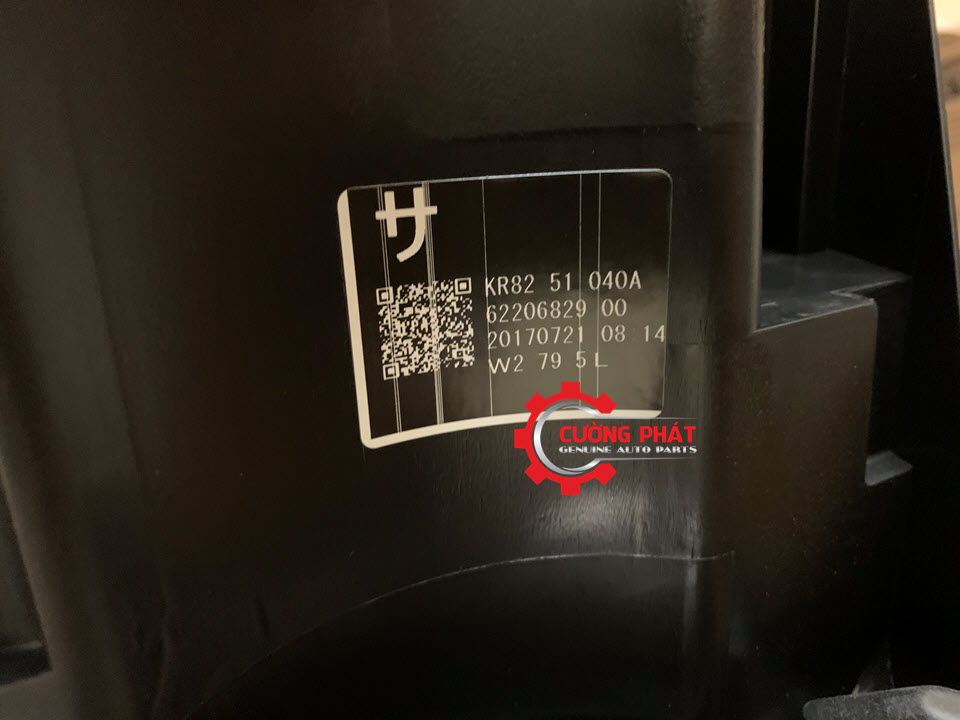 サ
KR82 51 040A
62206829 00
20170721 08 14
W2 79 5L
CƯỜNG PHÁT
GENUINE AUTO PARTS